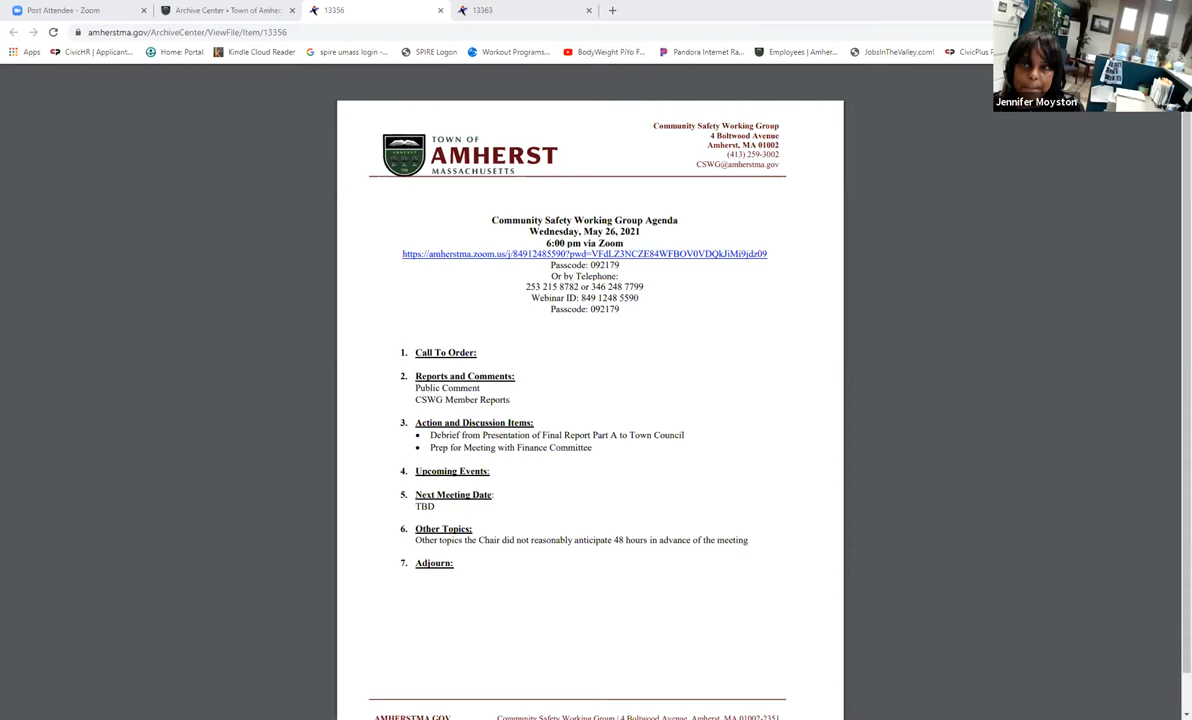 Post Attendee - Zoom
Archive Center • Town of Amher
13356
13363
amherstma.gov/ArchiveCenter/ViewFile/Item/13356
Apps
CivicHR | Applicant...
Home: Portal
Kindle Cloud Reader
spire umass login -...
SPIRE Logon
Workout Programs...
BodyWeight PiYo F...
Pandora Internet Ra...
Employees | Amher...
JobsInTheValley.com!
CivicPlus
Jennifer Moyston
TOWN OF
AMHERST
MASSACHUSETTS
Community Safety Working Group
4 Boltwood Avenue
Amherst, MA 01002
(413) 259-3002
CSWG@amherstma.gov
Community Safety Working Group Agenda
Wednesday, May 26, 2021
6:00 pm via Zoom
https://amherstma.zoom.us/j/84912485590?pwd=VFdLZ3NCZE84WFBOV0VDQkJiMi9jdz09
Passcode: 092179
Or by Telephone:
253 215 8782 or 346 248 7799
Webinar ID: 849 1248 5590
Passcode: 092179
1. Call To Order:
2. Reports and Comments:
Public Comment
CSWG Member Reports
3. Action and Discussion Items:
• Debrief from Presentation of Final Report Part A to Town Council
• Prep for Meeting with Finance Committee
4. Upcoming Events:
5. Next Meeting Date:
TBD
6. Other Topics:
Other topics the Chair did not reasonably anticipate 48 hours in advance of the meeting
7. Adjourn:
AMHERSTMA.GOV
Community Safety Working Group | 4 Boltwood Avenue, Amherst, MA 01002-2351